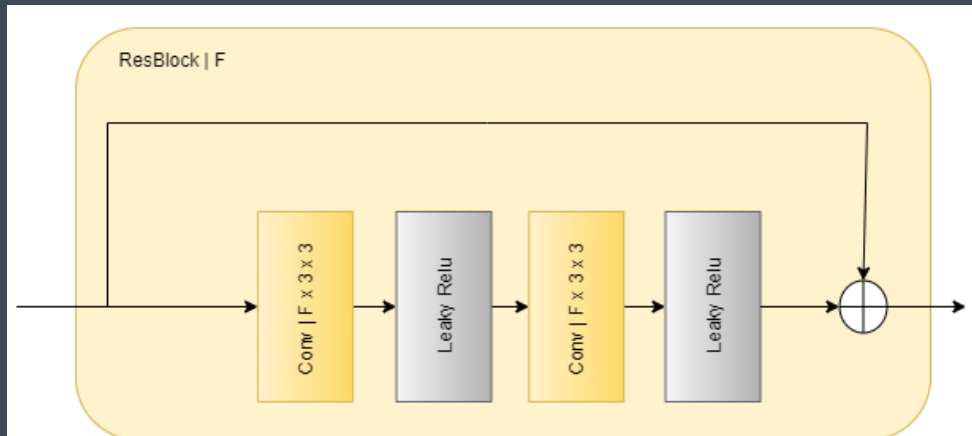 ResBlock | F
Conv | F x 3 x 3
Leaky Relu
Conv | F x 3 x 3
Leaky Relu